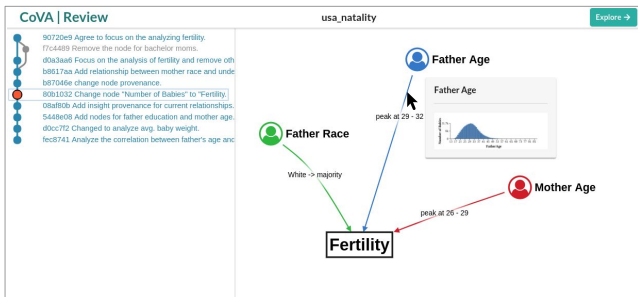 CoVA | Review
usa_natality
Explore →
90720e9 Agree to focus on the analyzing fertility.
f7c4489 Remove the node for bachelor moms.
d0a3aa6 Focus on the analysis of fertility and remove oth
b8617aa Add relationship between mother race and unde
b87046e change node provenance.
80b1032 Change node "Number of Babies" to "Fertility.
08af80b Add insight provenance for current relationships.
5448e08 Add nodes for father education and mother age.
d0cc7f2 Changed to analyze avg. baby weight.
fec8741 Analyze the correlation between father's age and
Father Age
Father Age
peak at 29 - 32
Father Age
Father Race
White -> majority
Mother Age
peak at 26 - 29
Fertility